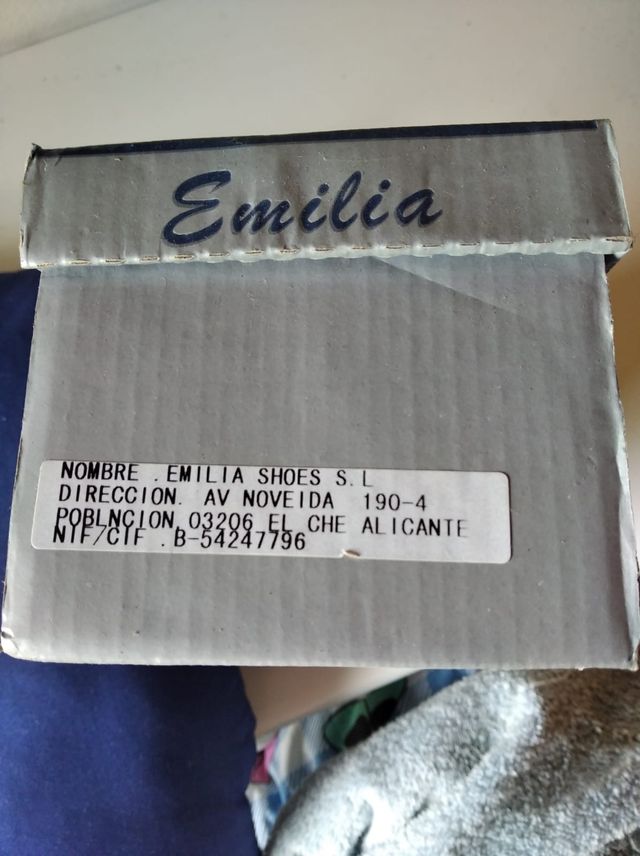 Emilia
NOMBRE .EMILIA SHOES S.L
DIRECCION. AV NOVEIDA 190-4
POBLNCION 03206 EL CHE ALICANTE
NIF/CIF .B-54247796